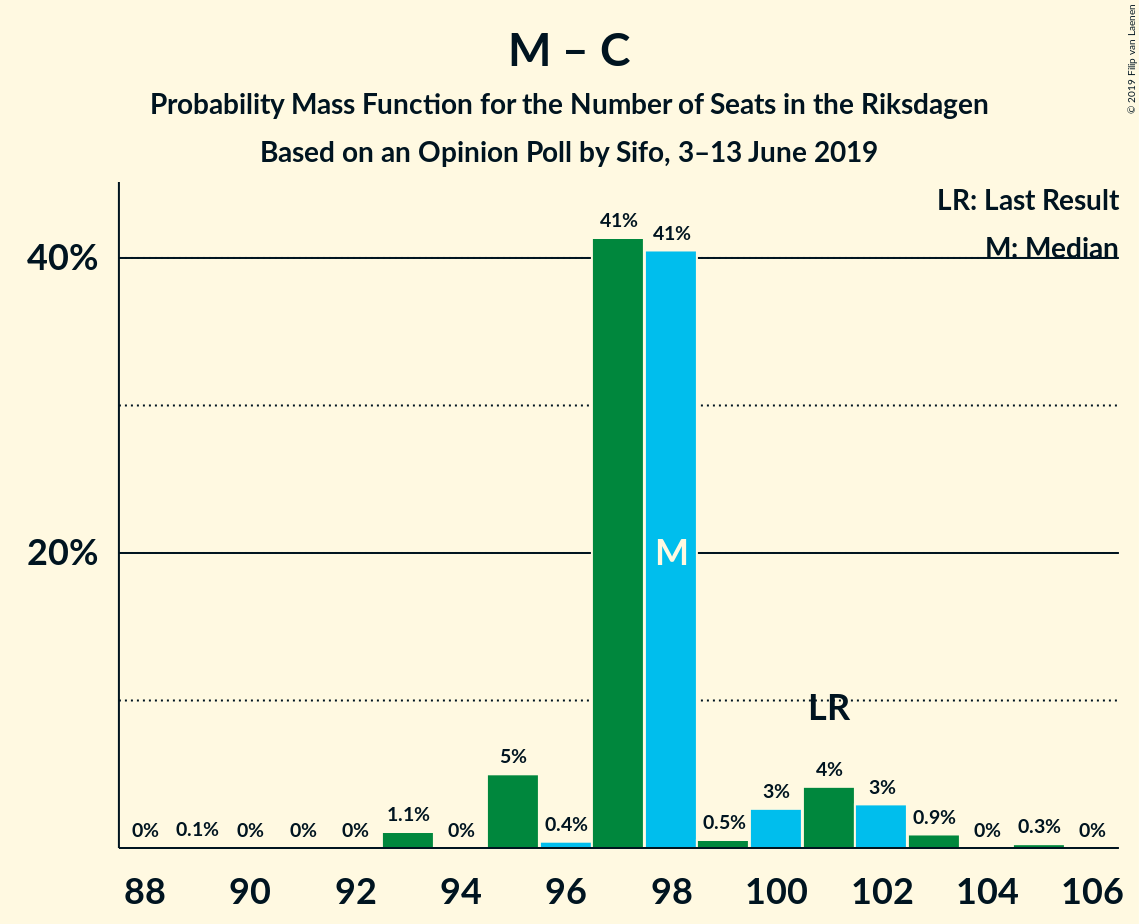 M – C
Probability Mass Function for the Number of Seats in the Riksdagen
Based on an Opinion Poll by Sifo, 3–13 June 2019
© 2019 Filip van Laenen
LR: Last Result
M: Median
40%
20%
0%
0.1%
0%
0%
0%
1.1%
0%
5%
0.4%
41%
41%
0.5%
3%
4%
3%
0.9%
0%
0.3%
0%
M
LR
88 90 92 94 96 98 100 102 104 106